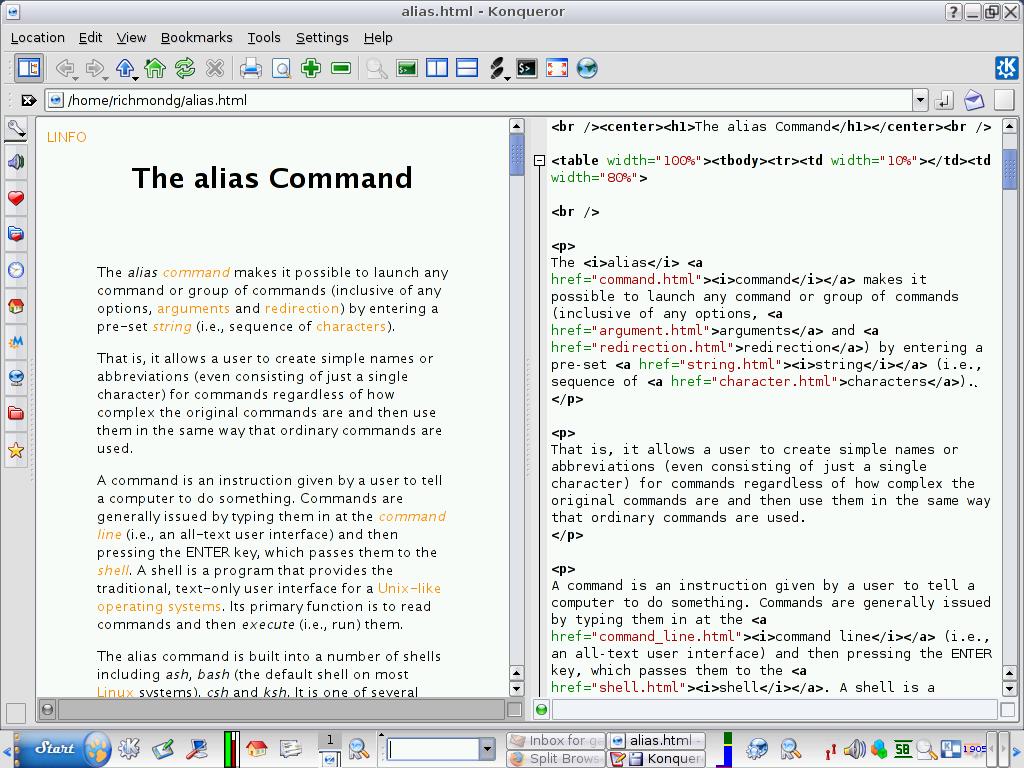 alias.html - Konqueror
Location Edit View Bookmarks Tools Settings Help
/home/richmondg/alias.html
LINFO
The alias Command
The alias command makes it possible to launch any
command or group of commands (inclusive of any
options, arguments and redirection) by entering a
pre-set string (i.e., sequence of characters).
That is, it allows a user to create simple names or
abbreviations (even consisting of just a single
character) for commands regardless of how
complex the original commands are and then use
them in the same way that ordinary commands are
used.
A command is an instruction given by a user to tell
a computer to do something. Commands are
generally issued by typing them in at the command
line (i.e., an all-text user interface) and then
pressing the ENTER key, which passes them to the
shell. A shell is a program that provides the
traditional, text-only user interface for a Unix-like
operating systems. Its primary function is to read
commands and then execute (i.e., run) them.
The alias command is built into a number of shells
including ash, bash (the default shell on most
Linux systems), csh and ksh. It is one of several
<br /><center><h1>The alias Command</h1></center><br />
<table width="100%"><tbody><tr><td width="10%"></td><td
width="80%">
<br />
<p>
The <i>alias</i> <a
href="command.html"><i>command</i></a> makes it
possible to launch any command or group of commands
(inclusive of any options, <a
href="argument.html">arguments</a> and <a
href="redirection.html">redirection</a>) by entering a
pre-set <a href="string.html"><i>string</i></a> (i.e.,
sequence of <a href="character.html">characters</a>).
</p>
<p>
That is, it allows a user to create simple names or
abbreviations (even consisting of just a single
character) for commands regardless of how complex the
original commands are and then use them in the same way
that ordinary commands are used.
</p>
<p>
A command is an instruction given by a user to tell a
computer to do something. Commands are generally issued
by typing them in at the <a
href="command_line.html"><i>command line</i></a> (i.e.,
an all-text user interface) and then pressing the ENTER
key, which passes them to the <a
href="shell.html"><i>shell</i></a>. A shell is a
Start
1
Inbox for
alias.html -
Split Brows
Konquer
SB
1905